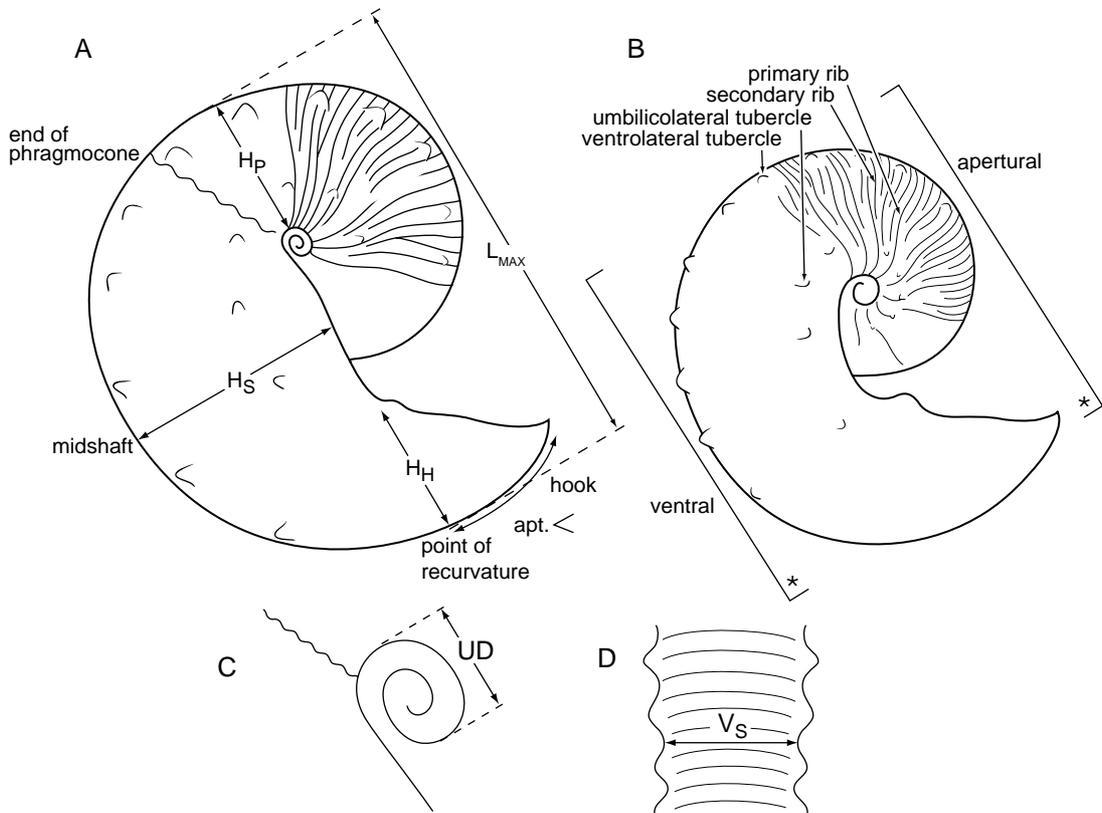 A
B
primary rib
secondary rib
umbilicolateral tubercle
ventrolateral tubercle
end of
phragmocone
H_P
apertural
L_MAX
H_S
midshaft
H_H
hook
apt. <
point of
recurvature
ventral
*
*
C
UD
D
V_S